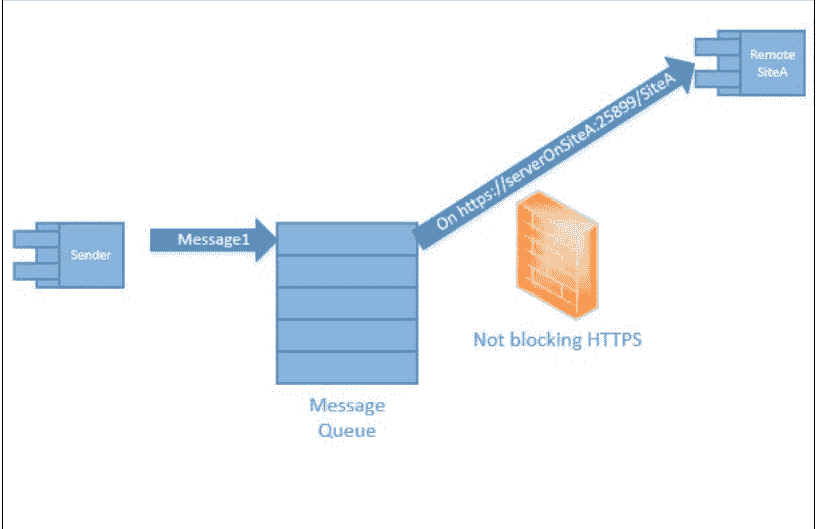 Remote
SiteA
On https://serverOnSiteA:25899/SiteA
Sender
Message1
Not blocking HTTPS
Message
Queue